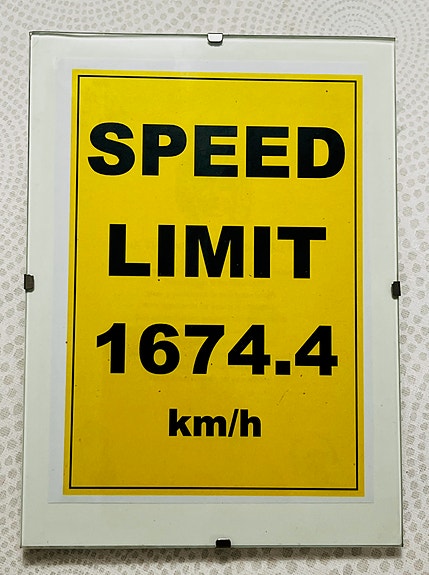 SPEED
LIMIT
1674.4
km/h